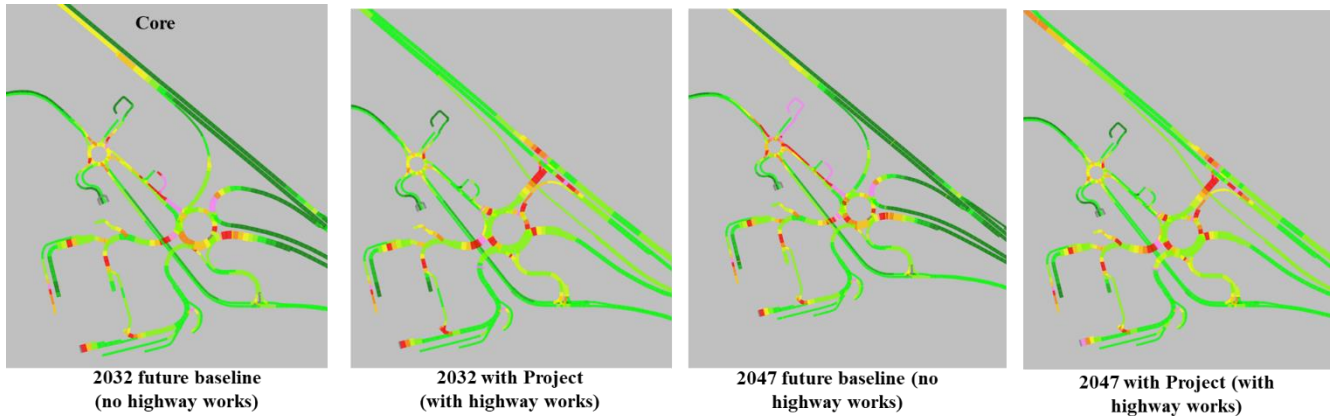 Core
2032 future baseline
(no highway works)
2032 with Project
(with highway works)
2047 future baseline (no
highway works)
2047 with Project (with
highway works)